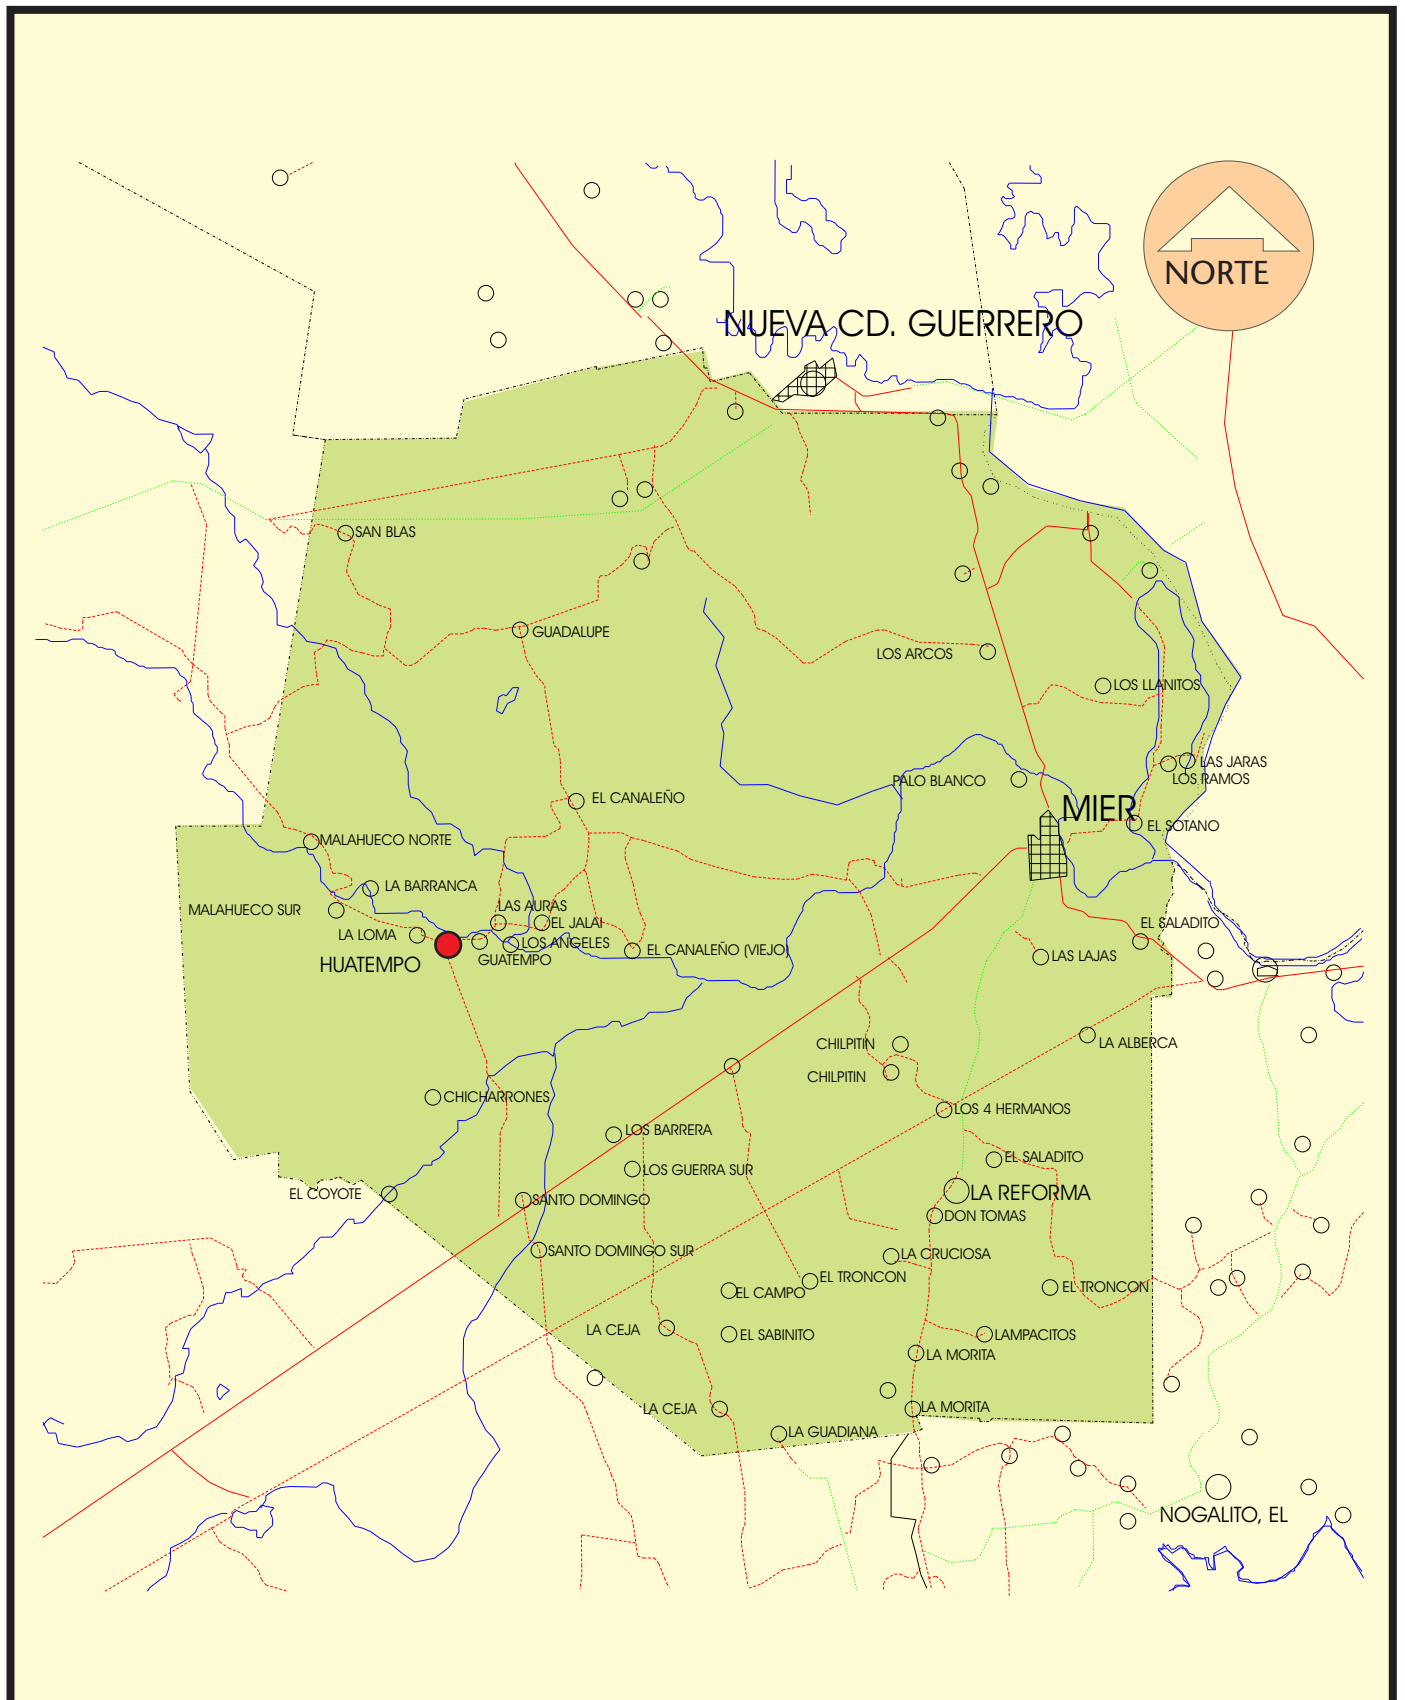 NORTE
NUEVA CD. GUERRERO
SAN BLAS
GUADALUPE
LOS ARCOS
LOS LLANITOS
LAS JARAS
LOS RAMOS
PALO BLANCO
EL CANALEÑO
MIER
EL SOTANO
MALAHUECO NORTE
LA BARRANCA
MALAHUECO SUR
LAS AURAS
EL JALAI
EL SALADITO
LA LOMA
LOS ANGELES
EL CANALEÑO (VIEJO)
GUATEMPO
LAS LAJAS
HUATEMPO
CHILPITIN
LA ALBERCA
CHILPITIN
CHICHARRONES
LOS 4 HERMANOS
LOS BARRERA
EL SALADITO
LOS GUERRA SUR
EL COYOTE
LA REFORMA
SANTO DOMINGO
DON TOMAS
SANTO DOMINGO SUR
LA CRUCIOSA
EL TRONCON
EL TRONCON
EL CAMPO
LA CEJA
EL SABINITO
LAMPACITOS
LA MORITA
LA CEJA
LA MORITA
LA GUADIANA
NOGALITO, EL